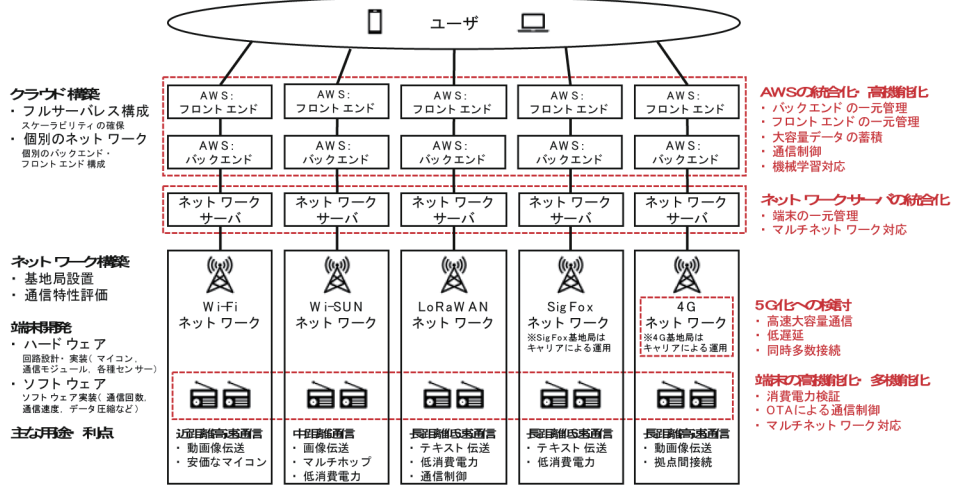 ユーザ
クラウド構築
・ フルサーバレス構成
スケーラビリティの確保
・ 個別のネットワーク
個別のバックエンド・
フロントエンド構成
AWS:
フロントエンド
AWS:
フロントエンド
AWS:
フロントエンド
AWS:
フロントエンド
AWS:
フロントエンド
AWS:
バックエンド
AWS:
バックエンド
AWS:
バックエンド
AWS:
バックエンド
AWS:
バックエンド
AWSの統合化・高機能化
・ バックエンドの一元管理
・ フロントエンドの一元管理
・ 大容量データの蓄積
・ 通信制御
・ 機械学習対応
ネットワーク
サーバ
ネットワーク
サーバ
ネットワーク
サーバ
ネットワーク
サーバ
ネットワーク
サーバ
ネットワークサーバの統合化
・ 端末の一元管理
・ マルチネットワーク対応
ネットワーク構築
・ 基地局設置
・ 通信特性評価
Wi-Fi
ネットワーク
Wi-SUN
ネットワーク
LoRaWAN
ネットワーク
SigFox
ネットワーク
※SigFox基地局は
キャリアによる運用
4G
ネットワーク
※4G基地局は
キャリアによる運用
5G化への検討
・ 高速大容量通信
・ 低遅延
・ 同時多数接続
端末開発
・ ハードウェア
回路設計・実装(マイコン,
通信モジュール, 各種センサー)
・ ソフトウェア
ソフトウェア実装(通信回数,
通信速度, データ圧縮など)
端末の高機能化・多機能化
・ 消費電力検証
・ OTAによる通信制御
・ マルチネットワーク対応
主な用途・利点
近距離高速通信
・ 動画像伝送
・ 安価なマイコン
中距離通信
・ 画像伝送
・ マルチホップ
・ 低消費電力
長距離低速通信
・ テキスト伝送
・ 低消費電力
・ 通信制御
長距離低速通信
・ テキスト伝送
・ 低消費電力
長距離高速通信
・ 動画像伝送
・ 拠点間接続